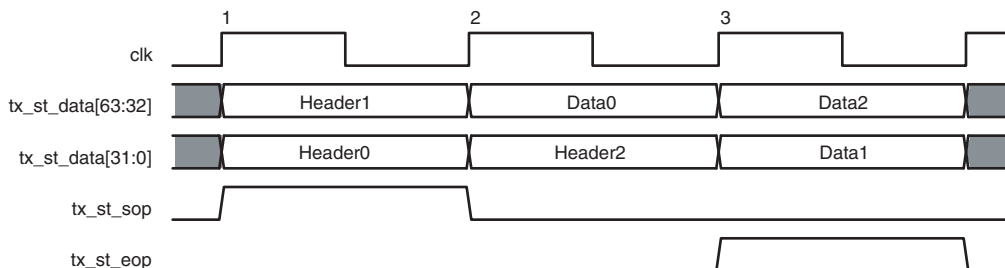 1 2 3
clk
tx_st_data[63:32] Header1 Data0 Data2
tx_st_data[31:0] Header0 Header2 Data1
tx_st_sop
tx_st_eop